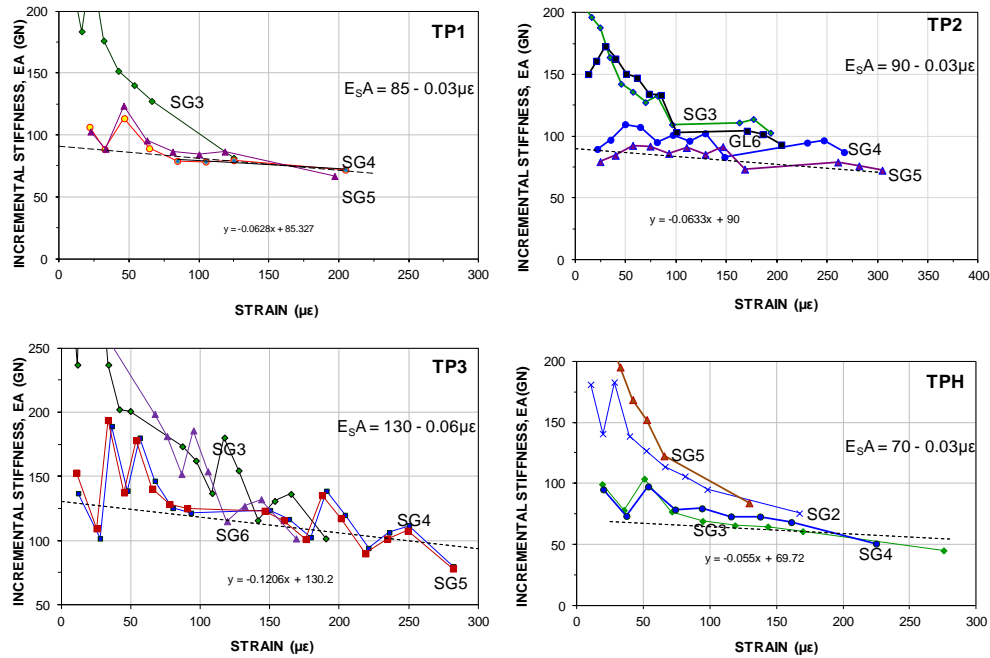 TP1
INCREMENTAL STIFFNESS, EA (GN)
200
150
100
50
0
EₛA = 85 - 0.03με
SG3
SG4
SG5
y = -0.0628x + 85.327
0 50 100 150 200 250 300
STRAIN (με)
TP2
INCREMENTAL STIFFNESS, EA (GN)
200
150
100
50
0
EₛA = 90 - 0.03με
SG3
GL6
SG4
SG5
y = -0.0633x + 90
0 50 100 150 200 250 300 350 400
STRAIN (με)
TP3
INCREMENTAL STIFFNESS, EA (GN)
250
200
150
100
50
EₛA = 130 - 0.06με
SG3
SG6
SG4
SG5
y = -0.1206x + 130.2
0 50 100 150 200 250 300
STRAIN (με)
TPH
INCREMENTAL STIFFNESS, EA(GN)
200
150
100
50
0
EₛA = 70 - 0.03με
SG5
SG2
SG3
SG4
y = -0.055x + 69.72
0 50 100 150 200 250 300
STRAIN (με)